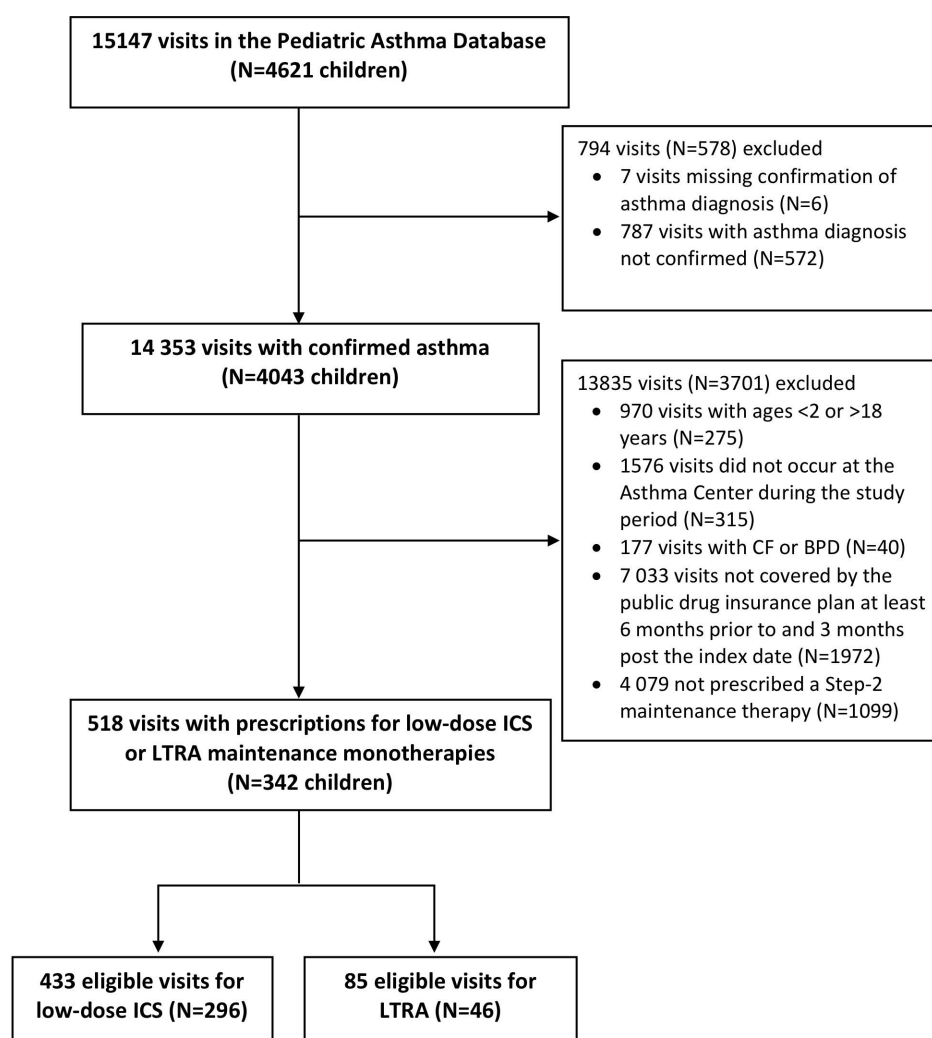 15147 visits in the Pediatric Asthma Database
(N=4621 children)
794 visits (N=578) excluded
• 7 visits missing confirmation of
asthma diagnosis (N=6)
• 787 visits with asthma diagnosis
not confirmed (N=572)
14 353 visits with confirmed asthma
(N=4043 children)
13835 visits (N=3701) excluded
• 970 visits with ages <2 or >18
years (N=275)
• 1576 visits did not occur at the
Asthma Center during the study
period (N=315)
• 177 visits with CF or BPD (N=40)
• 7 033 visits not covered by the
public drug insurance plan at least
6 months prior to and 3 months
post the index date (N=1972)
• 4 079 not prescribed a Step-2
maintenance therapy (N=1099)
518 visits with prescriptions for low-dose ICS
or LTRA maintenance monotherapies
(N=342 children)
433 eligible visits for
low-dose ICS (N=296)
85 eligible visits for
LTRA (N=46)